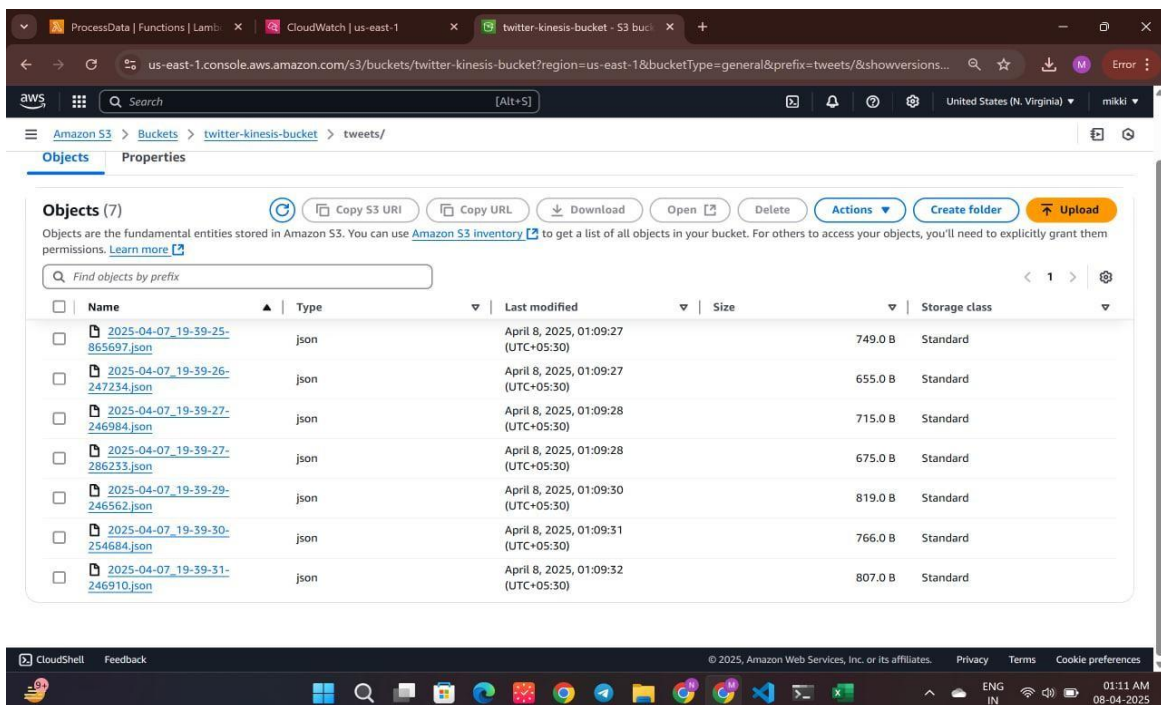 ProcessData | Functions | Lamb
CloudWatch | us-east-1
twitter-kinesis-bucket - S3 buck
us-east-1.console.aws.amazon.com/s3/buckets/twitter-kinesis-bucket?region=us-east-1&bucketType=general&prefix=tweets/&showversions...
Error
aws
Search
[Alt+S]
United States (N. Virginia)
mikki
Amazon S3 > Buckets > twitter-kinesis-bucket > tweets/
Objects
Properties
Objects (7)
Copy S3 URI
Copy URL
Download
Open
Delete
Actions
Create folder
Upload
Objects are the fundamental entities stored in Amazon S3. You can use Amazon S3 inventory to get a list of all objects in your bucket. For others to access your objects, you'll need to explicitly grant them
permissions. Learn more
Find objects by prefix
1
Name Type Last modified Size Storage class
2025-04-07_19-39-25- json April 8, 2025, 01:09:27 749.0 B Standard
865697.json (UTC+05:30)
2025-04-07_19-39-26- json April 8, 2025, 01:09:27 655.0 B Standard
247234.json (UTC+05:30)
2025-04-07_19-39-27- json April 8, 2025, 01:09:28 715.0 B Standard
246984.json (UTC+05:30)
2025-04-07_19-39-27- json April 8, 2025, 01:09:28 675.0 B Standard
286233.json (UTC+05:30)
2025-04-07_19-39-29- json April 8, 2025, 01:09:30 819.0 B Standard
246562.json (UTC+05:30)
2025-04-07_19-39-30- json April 8, 2025, 01:09:31 766.0 B Standard
254684.json (UTC+05:30)
2025-04-07_19-39-31- json April 8, 2025, 01:09:32 807.0 B Standard
246910.json (UTC+05:30)
CloudShell Feedback © 2025, Amazon Web Services, Inc. or its affiliates. Privacy Terms Cookie preferences
9+
ENG
IN
01:11 AM
08-04-2025